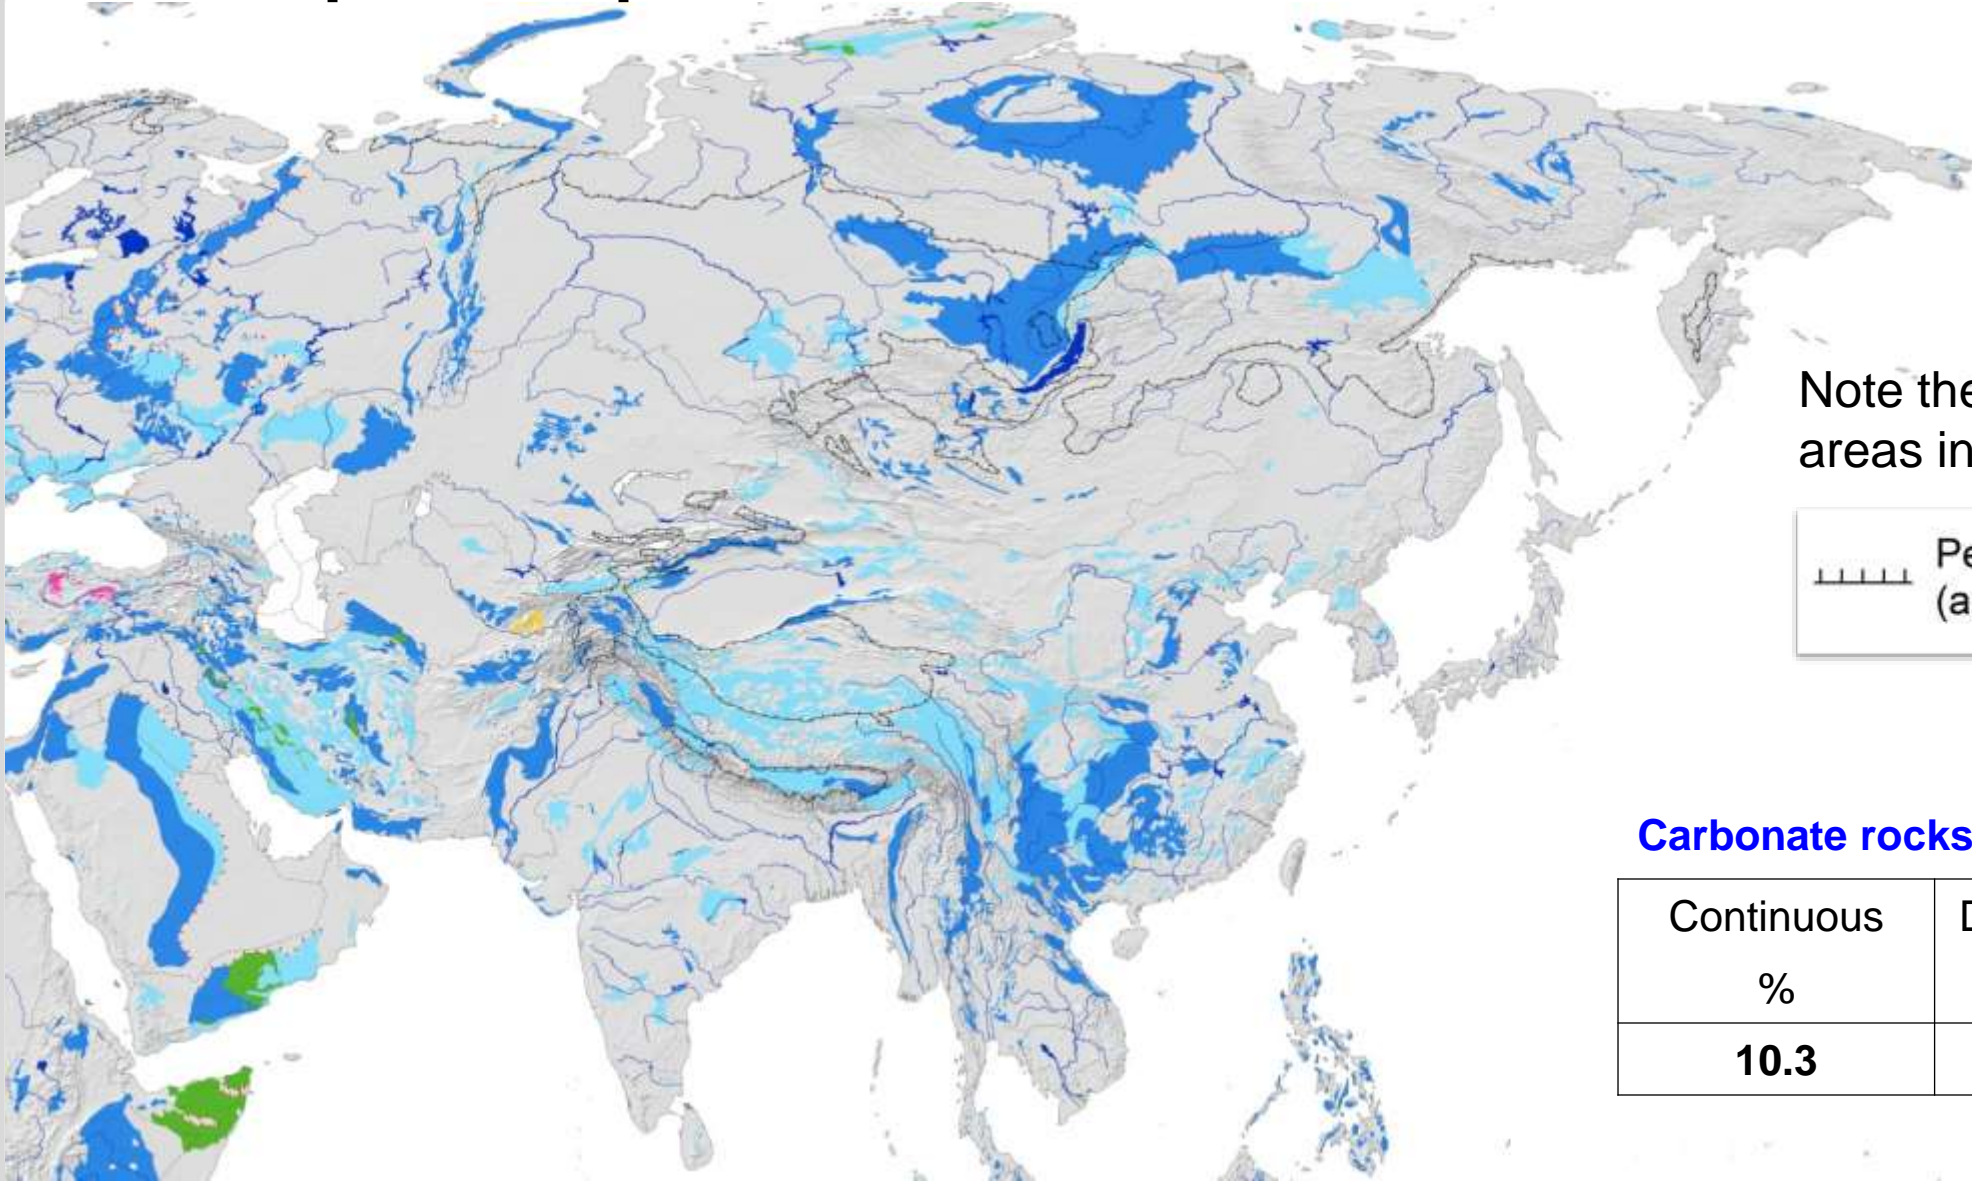 Note the
areas in
Pe
(a
Carbonate rocks
Continuous
D
%
10.3